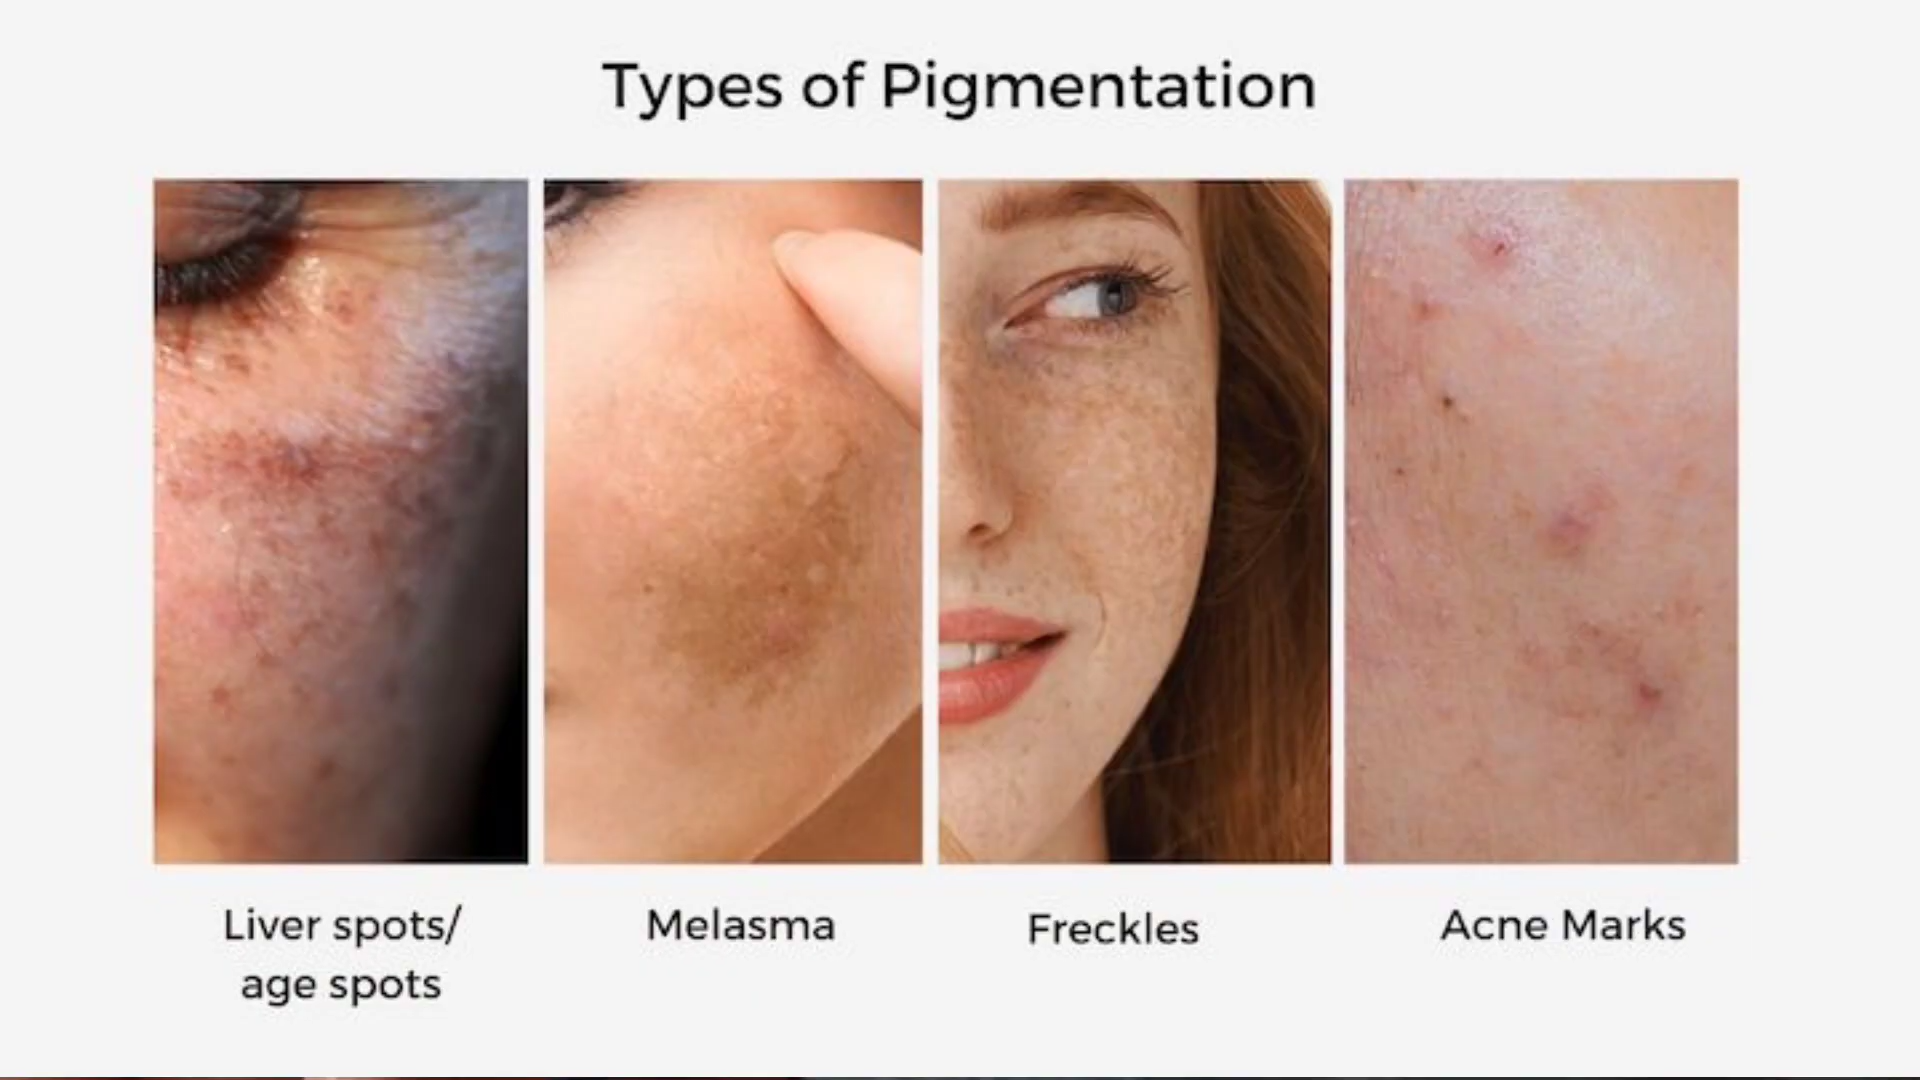 Types of Pigmentation
Liver spots/
age spots
Melasma
Freckles
Acne Marks